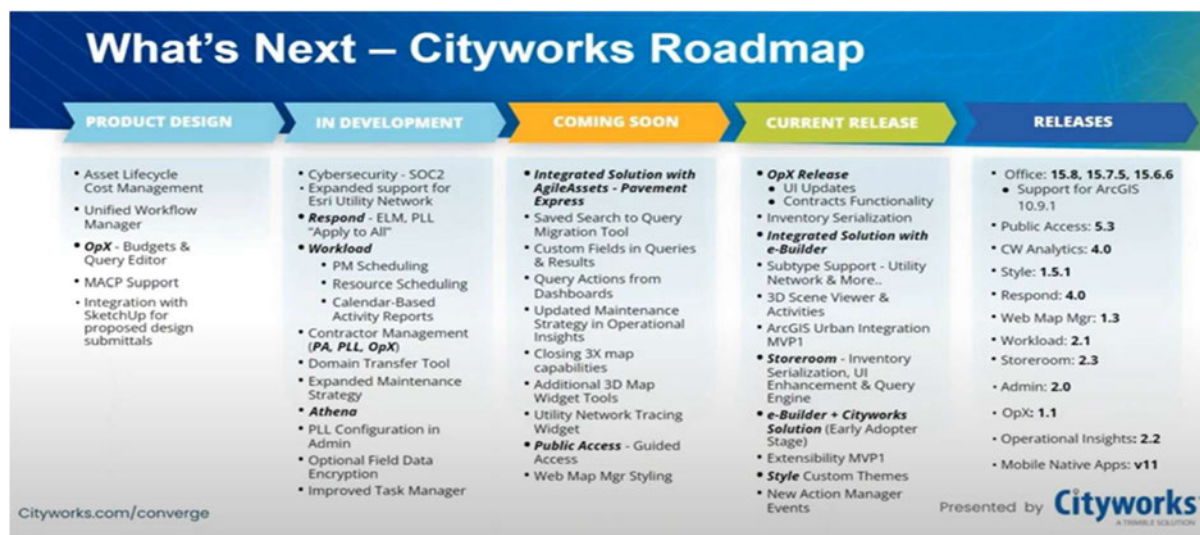 What's Next – Cityworks Roadmap
PRODUCT DESIGN
• Asset Lifecycle
Cost Management
• Unified Workflow
Manager
• OpX - Budgets &
Query Editor
• MACP Support
• Integration with
SketchUp for
proposed design
submittals
IN DEVELOPMENT
• Cybersecurity - SOC2
• Expanded support for
Esri Utility Network
• Respond - ELM, PLL
"Apply to All"
• Workload
• PM Scheduling
• Resource Scheduling
• Calendar-Based
Activity Reports
• Contractor Management
(PA, PLL, OpX)
• Domain Transfer Tool
• Expanded Maintenance
Strategy
• Athena
• PLL Configuration in
Admin
• Optional Field Data
Encryption
• Improved Task Manager
COMING SOON
• Integrated Solution with
AgileAssets - Pavement
Express
• Saved Search to Query
Migration Tool
• Custom Fields in Queries
& Results
• Query Actions from
Dashboards
• Updated Maintenance
Strategy in Operational
Insights
• Closing 3X map
capabilities
• Additional 3D Map
Widget Tools
• Utility Network Tracing
Widget
• Public Access - Guided
Access
• Web Map Mgr Styling
CURRENT RELEASE
• OpX Release
• UI Updates
• Contracts Functionality
• Inventory Serialization
• Integrated Solution with
e-Builder
• Subtype Support - Utility
Network & More..
• 3D Scene Viewer &
Activities
• ArcGIS Urban Integration
MVP1
• Storeroom - Inventory
Serialization, UI
Enhancement & Query
Engine
• e-Builder + Cityworks
Solution (Early Adopter
Stage)
• Extensibility MVP1
• Style Custom Themes
• New Action Manager
Events
RELEASES
• Office: 15.8, 15.7.5, 15.6.6
• Support for ArcGIS
10.9.1
• Public Access: 5.3
• CW Analytics: 4.0
• Style: 1.5.1
• Respond: 4.0
• Web Map Mgr: 1.3
• Workload: 2.1
• Storeroom: 2.3
• Admin: 2.0
• OpX: 1.1
• Operational Insights: 2.2
• Mobile Native Apps: v11
Cityworks.com/converge
Presented by Cityworks
A TRIMBLE SOLUTION